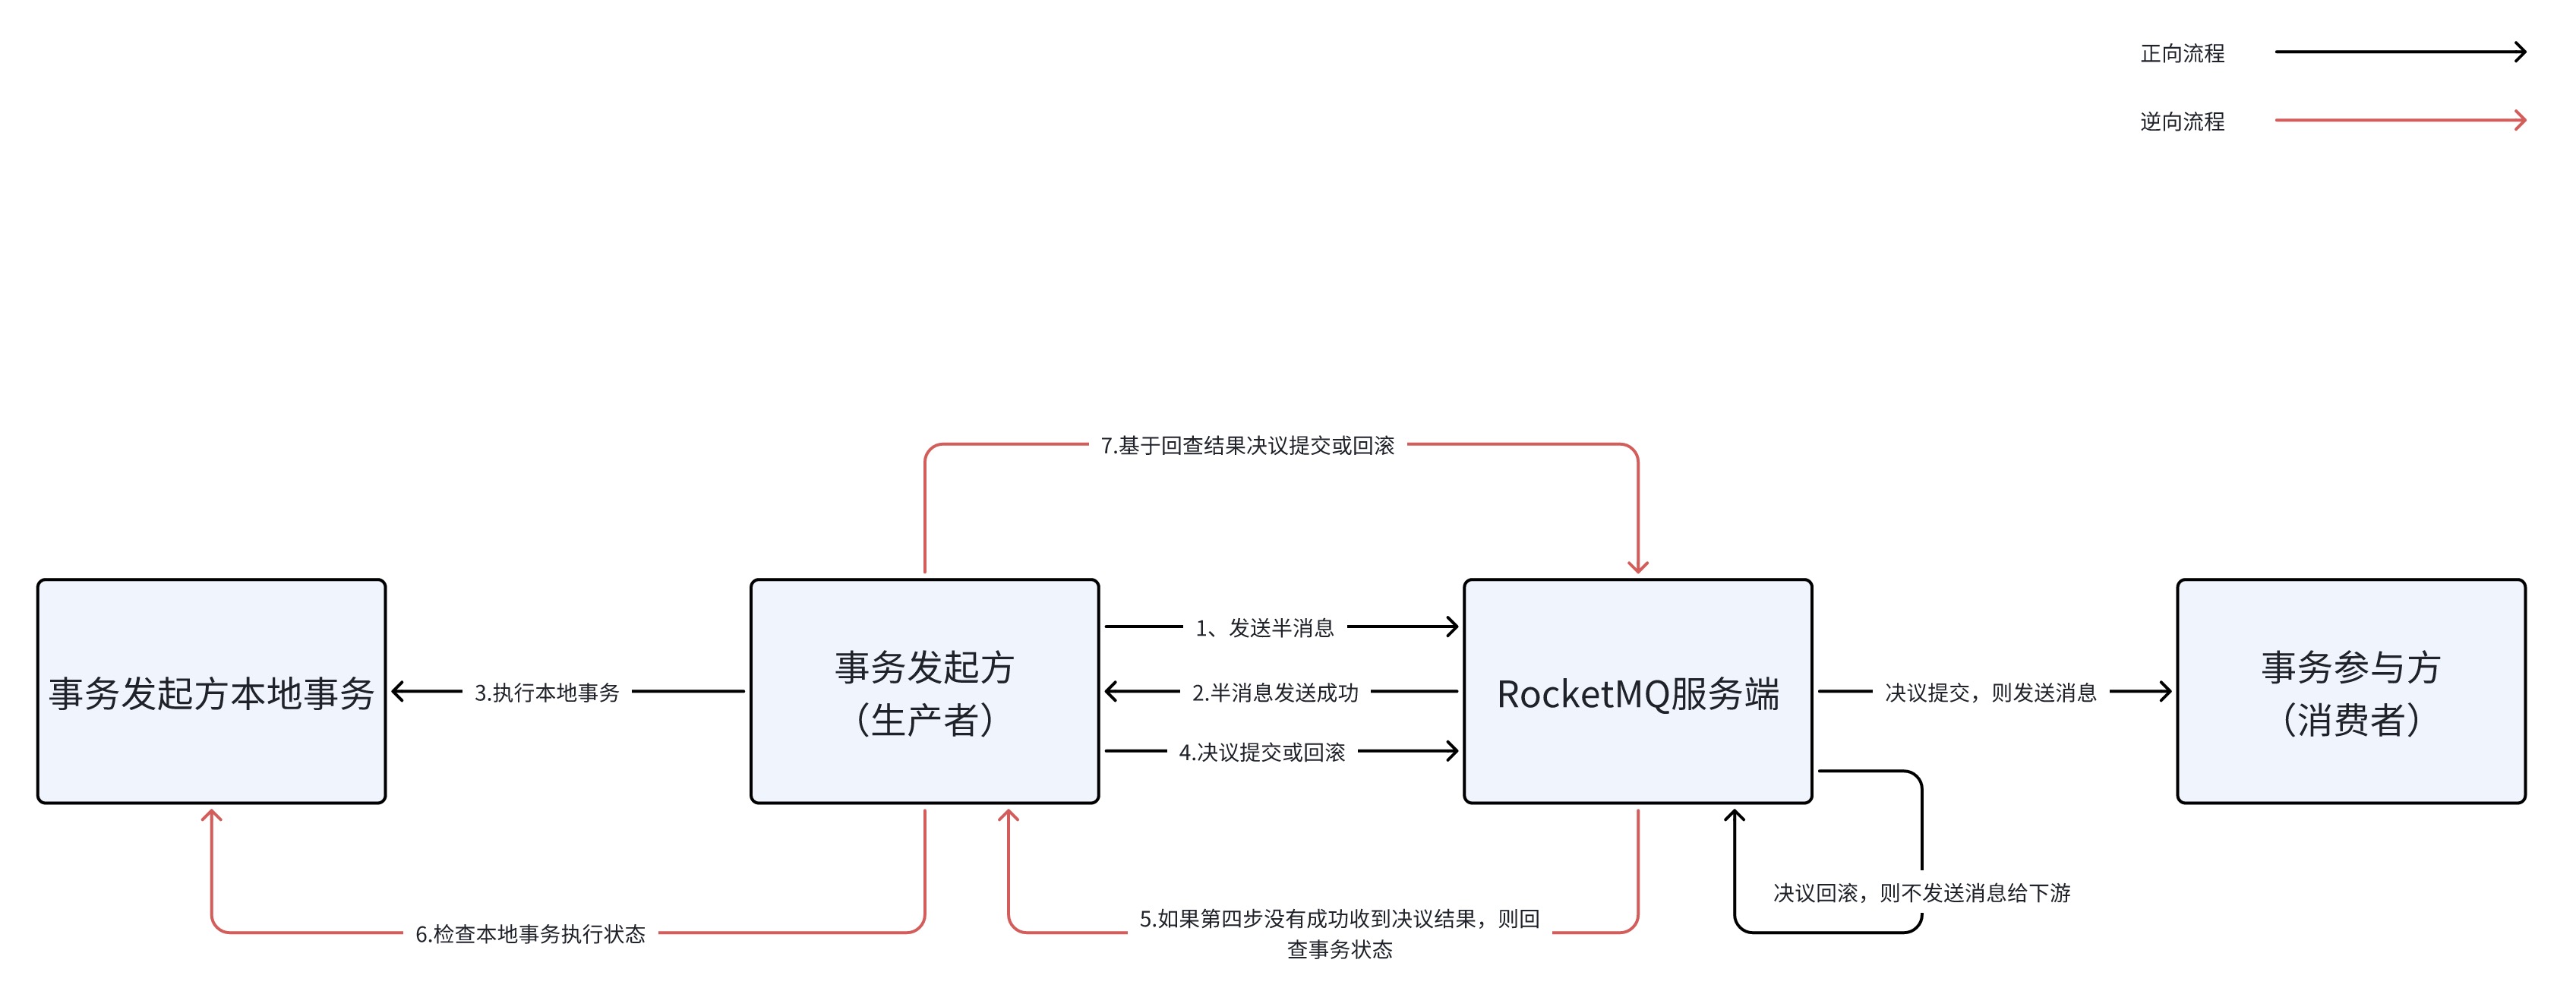 正向流程
逆向流程
7.基于回查结果决议提交或回滚
事务发起方本地事务
3.执行本地事务
事务发起方
（生产者）
1、发送半消息
2.半消息发送成功
4.决议提交或回滚
RocketMQ服务端
决议提交，则发送消息
事务参与方
（消费者）
决议回滚，则不发送消息给下游
6.检查本地事务执行状态
5.如果第四步没有成功收到决议结果，则回
查事务状态